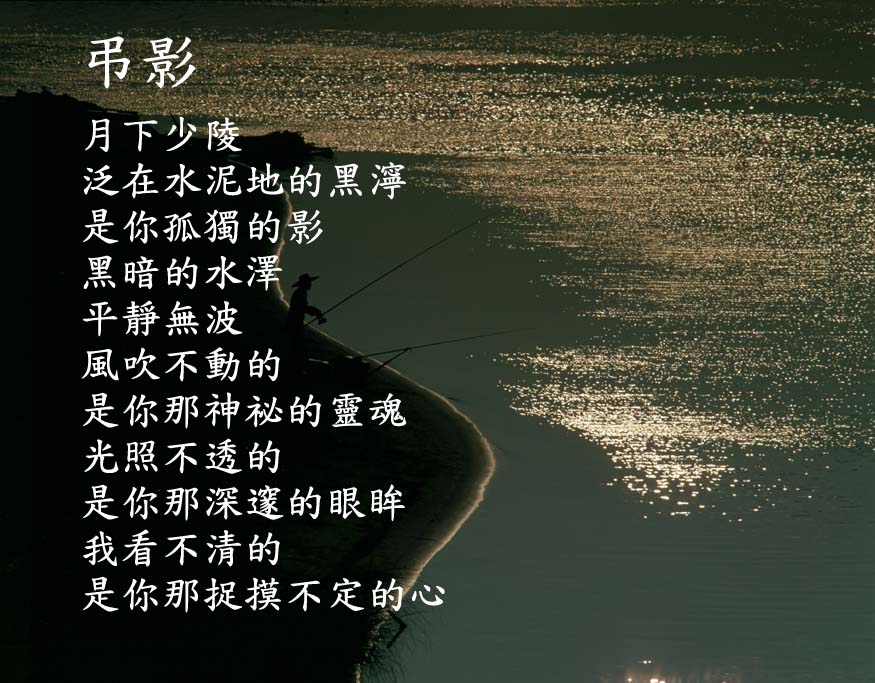 弔影
月下少陵
泛在水泥地的黑濘
是你孤獨的影
黑暗的水澤
平靜無波
風吹不動的
是你那神祕的靈魂
光照不透的
是你那深邃的眼眸
我看不清的
是你那捉摸不定的心